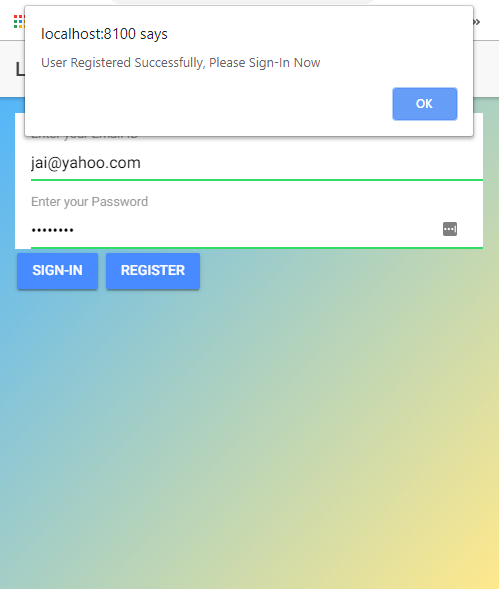 localhost:8100 says
User Registered Successfully, Please Sign-In Now
OK
L
Enter your Email ID
jai@yahoo.com
Enter your Password
••••••••
SIGN-IN
REGISTER